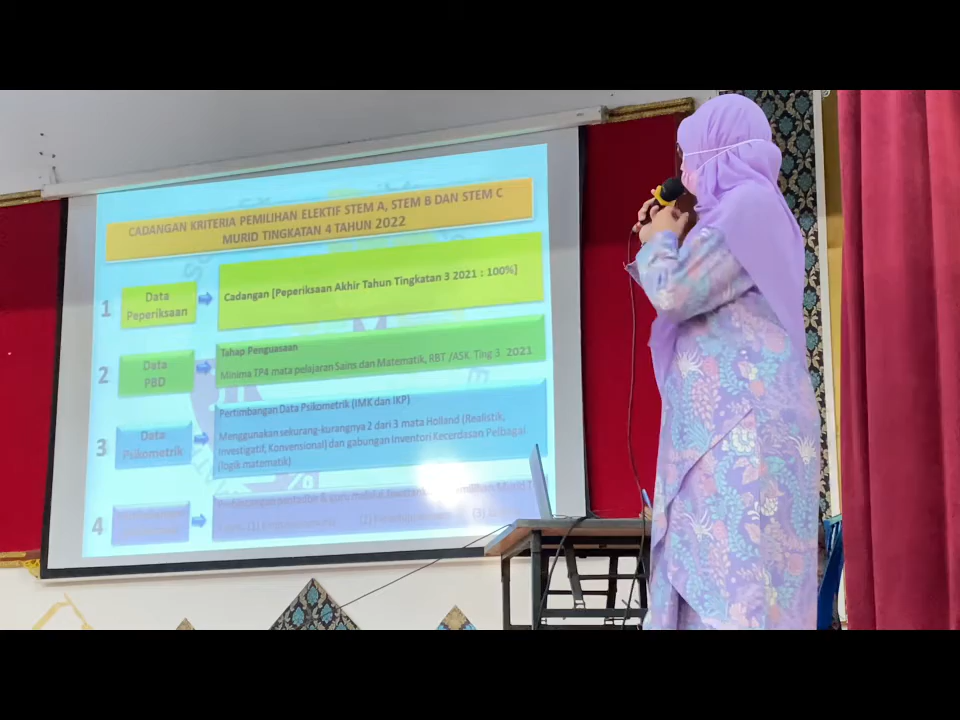 CADANGAN KRITERIA PEMILIHAN ELEKTIF STEM A, STEM B DAN STEM C
MURID TINGKATAN 4 TAHUN 2022
1
Data
Peperiksaan
Cadangan [Peperiksaan Akhir Tahun Tingkatan 3 2021 : 100%]
2
Data
PBD
Tahap Penguasaan
Minima TP4 mata pelajaran Sains dan Matematik, RBT /ASK Ting 3 2021
3
Data
Psikometrik
Pertimbangan Data Psikometrik (IMK dan IKP)
Menggunakan sekurang-kurangnya 2 dari 3 mata Holland (Realistik,
Investigatif, Konvensional) dan gabungan Inventori Kecerdasan Pelbagai
(logik matematik)
4